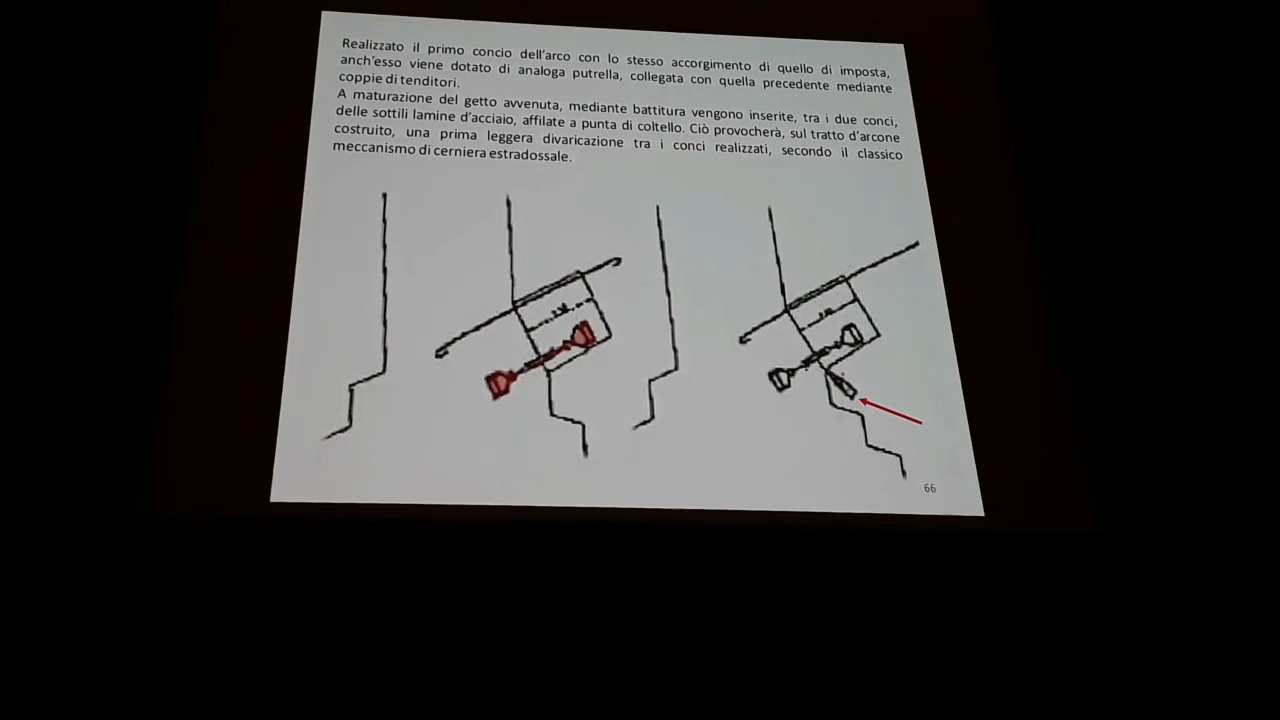 Realizzato il primo concio dell'arco con lo stesso accorgimento di quello di imposta,
anch'esso viene dotato di analoga putrella, collegata con quella precedente mediante
coppie di tenditori.
A maturazione del getto avvenuta, mediante battitura vengono inserite, tra i due conci,
delle sottili lamine d'acciaio, affilate a punta di coltello. Ciò provocherà, sul tratto d'arcone
costruito, una prima leggera divaricazione tra i conci realizzati, secondo il classico
meccanismo di cerniera estradossale.
66